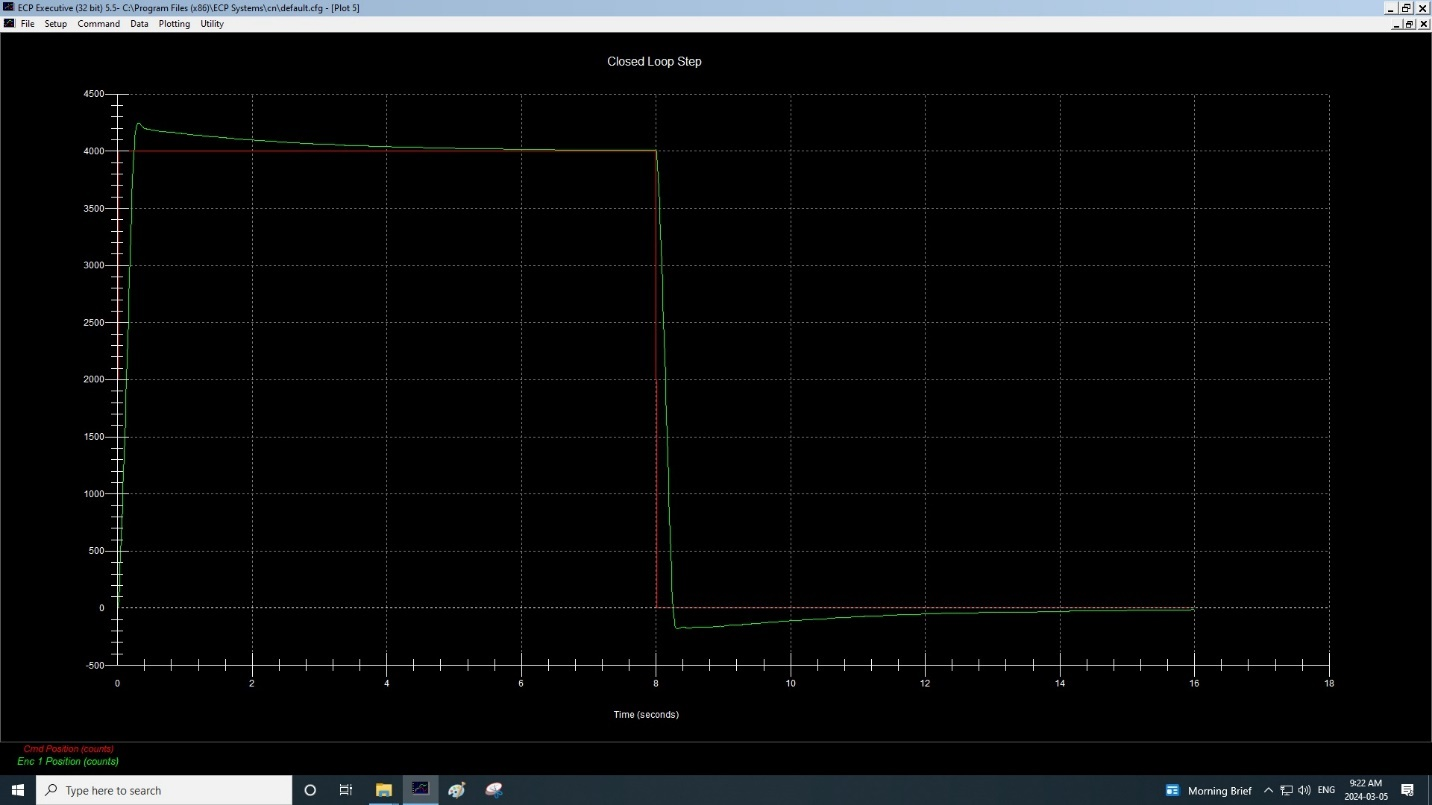 ECP Executive (32 bit) 5.5- C:\Program Files (x86)\ECP Systems\cn\default.cfg - [Plot 5]
File Setup Command Data Plotting Utility
Closed Loop Step
4500
4000
3500
3000
2500
2000
1500
1000
500
0
-500
0 2 4 6 8 10 12 14 16 18
Time (seconds)
Cmd Position (counts)
Enc 1 Position (counts)
Type here to search
Morning Brief
ENG
9:22 AM
2024-03-05